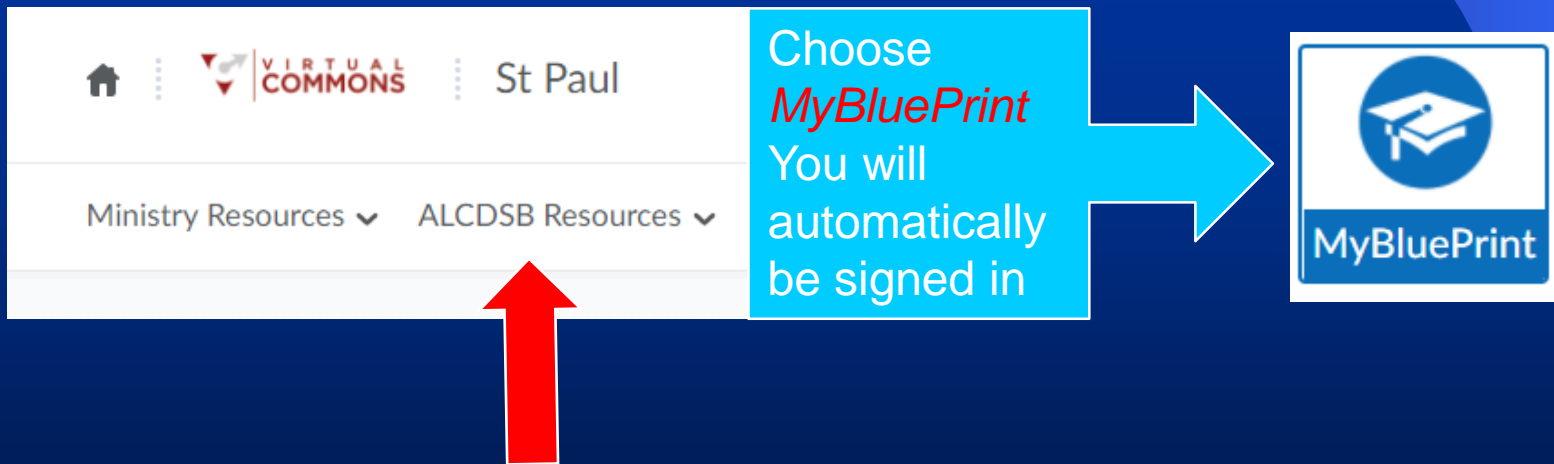 VIRTUAL
COMMONS
St Paul
Ministry Resources
ALCDSB Resources
Choose
MyBluePrint
You will
automatically
be signed in
MyBluePrint